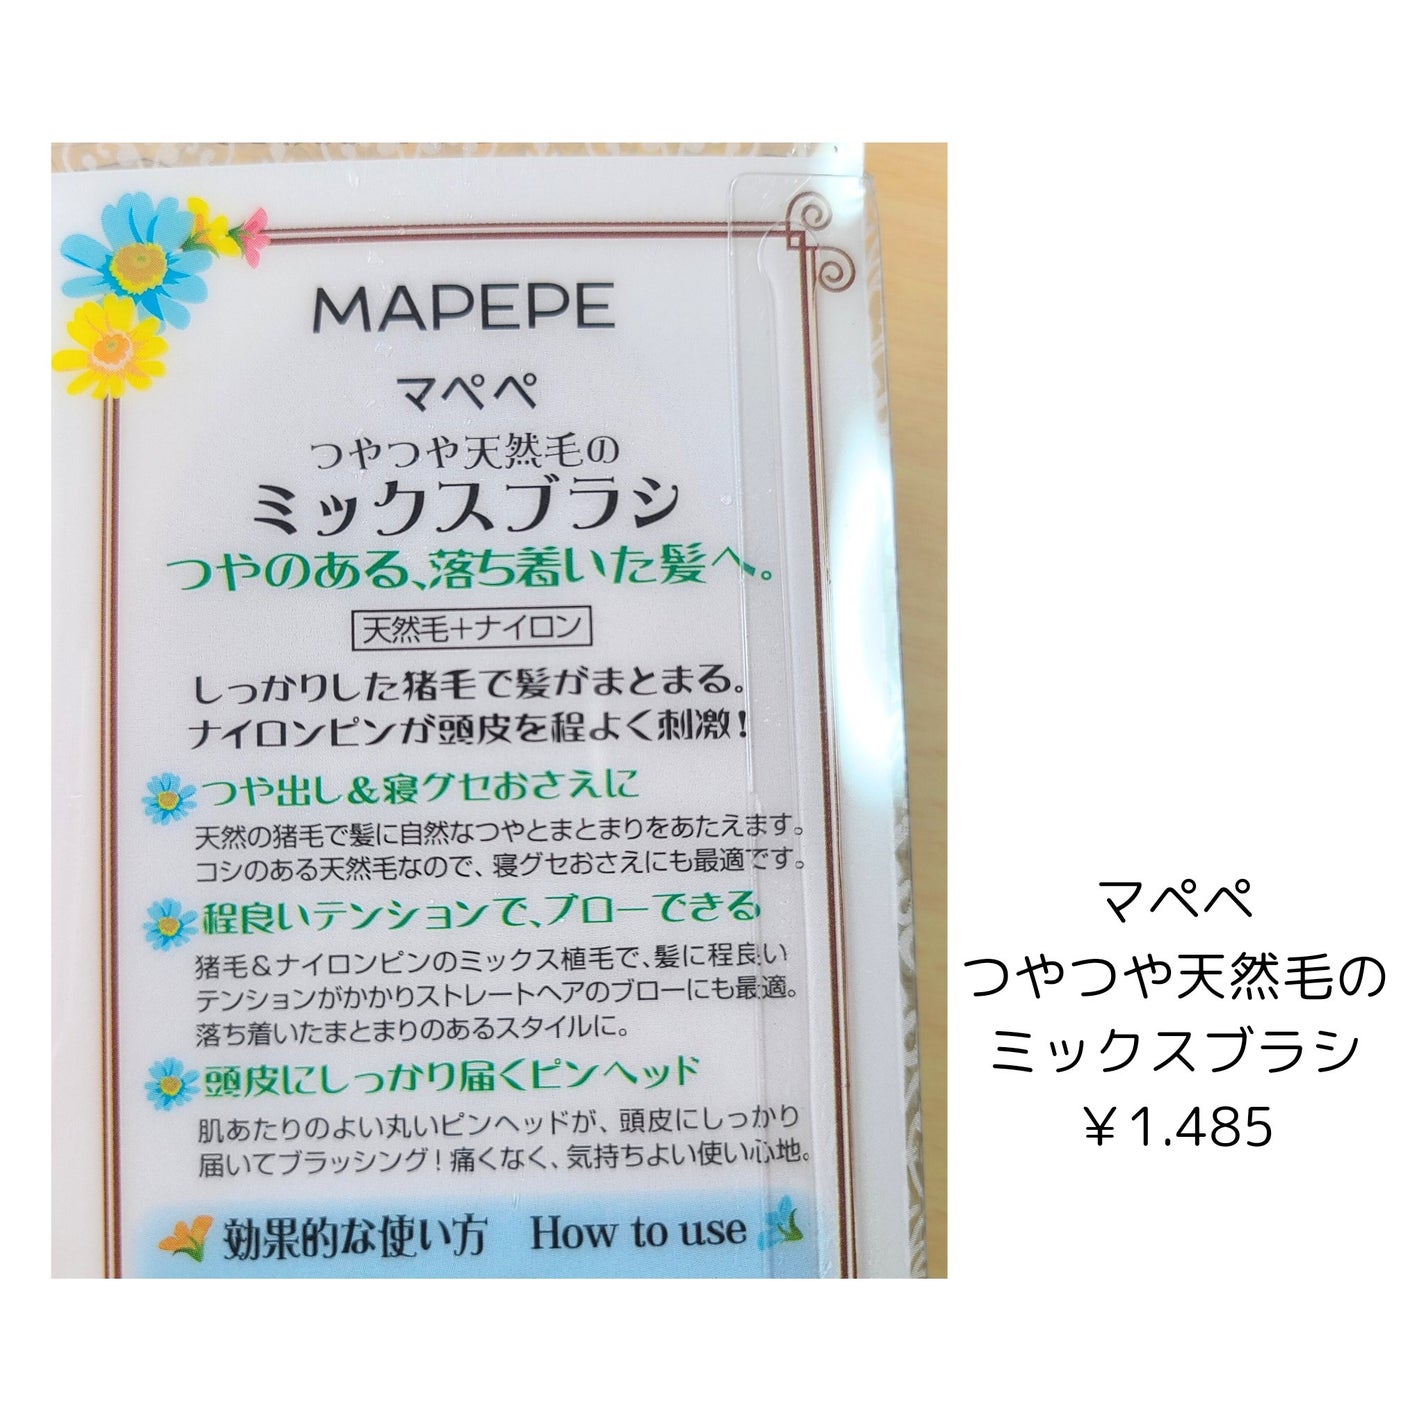 MAPEPE
マペペ
つやつや天然毛の
ミックスブラシ
つやのある、落ち着いた髪へ。
天然毛+ナイロン
しっかりした猪毛で髪がまとまる。
ナイロンピンが頭皮を程よく刺激!
つや出し&寝グセおさえに
天然の猪毛で髪に自然なつやとまとまりをあたえます。
コシのある天然毛なので、寝グセおさえにも最適です。
程良いテンションで、ブローできる
猪毛&ナイロンピンのミックス植毛で、髪に程良い
テンションがかかりストレートヘアのブローにも最適。
落ち着いたまとまりのあるスタイルに。
頭皮にしっかり届くピンヘッド
肌あたりのよい丸いピンヘッドが、頭皮にしっかり
届いてブラッシング!痛くなく、気持ちよい使い心地。
効果的な使い方 How to use
マペペ
つやつや天然毛の
ミックスブラシ
¥1.485